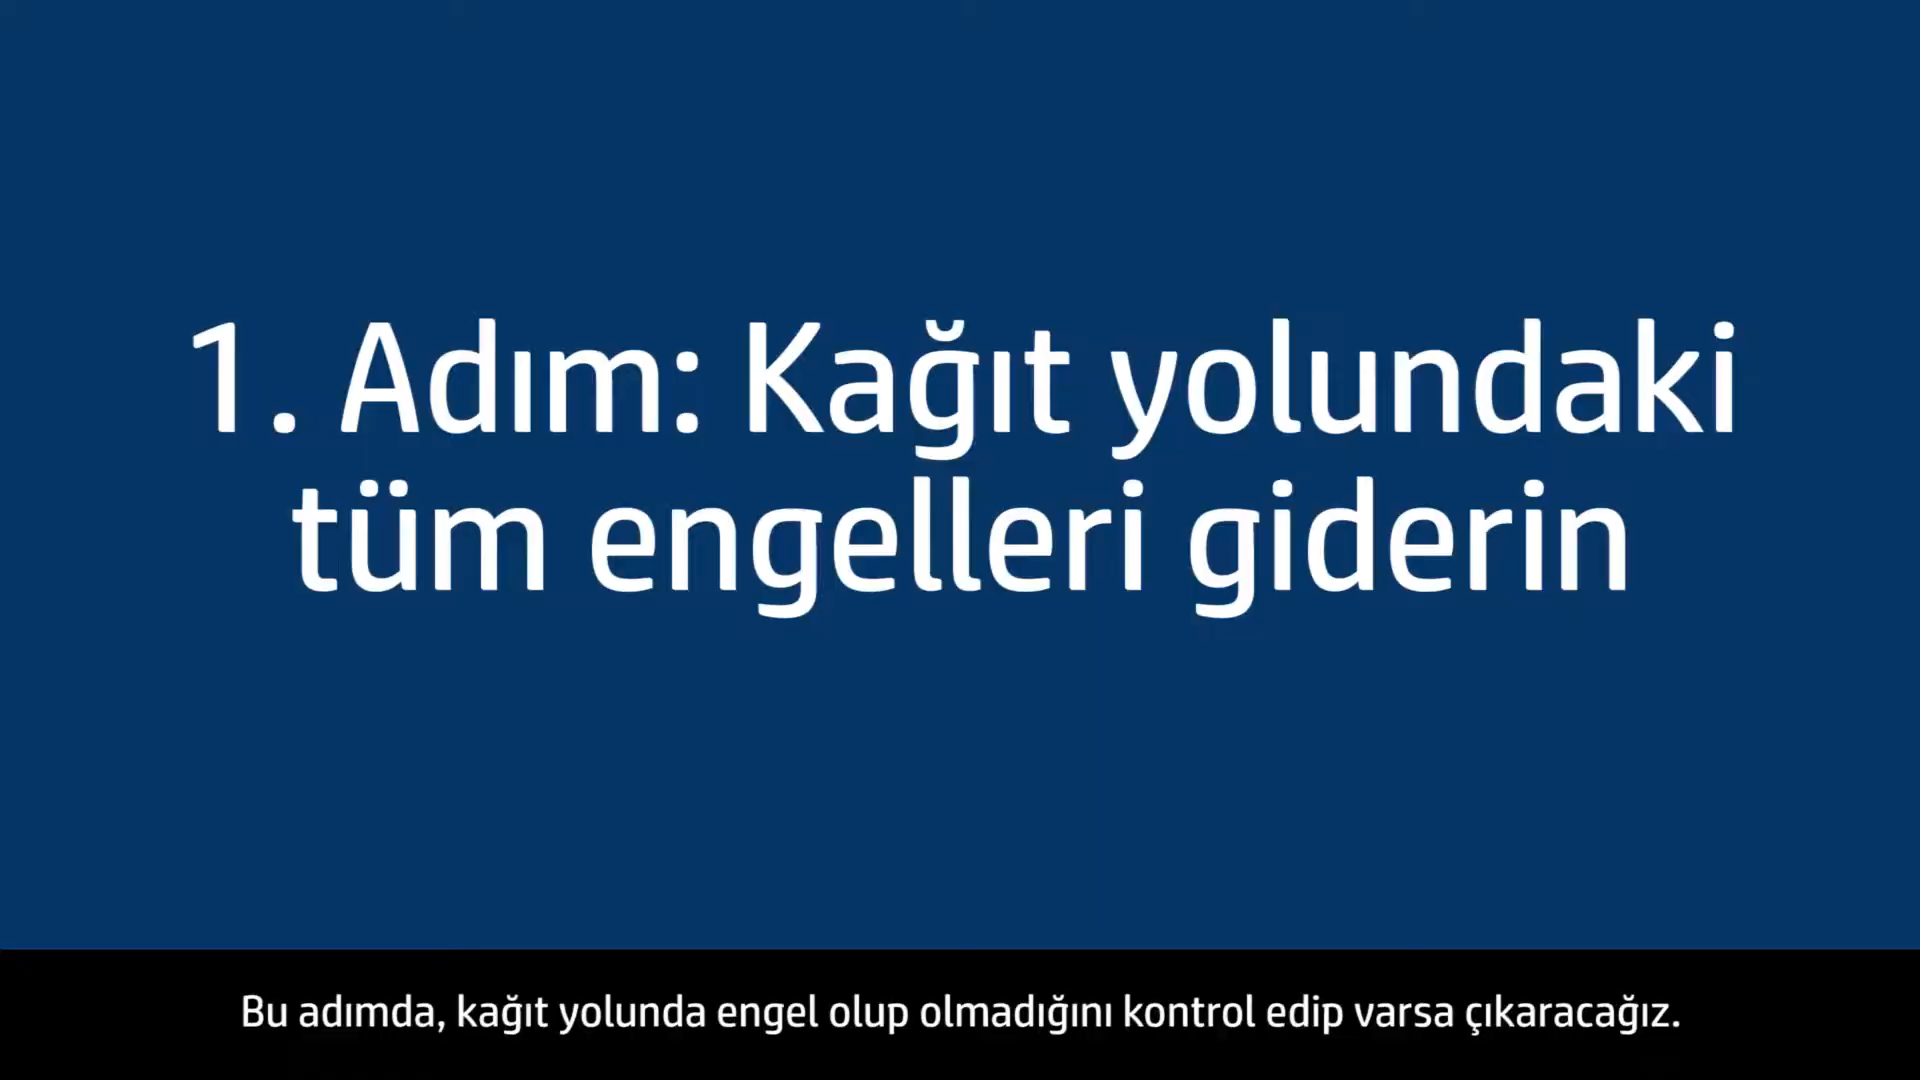 1. Adım: Kağıt yolundaki
tüm engelleri giderin
Bu adımda, kağıt yolunda engel olup olmadığını kontrol edip varsa çıkaracağız.